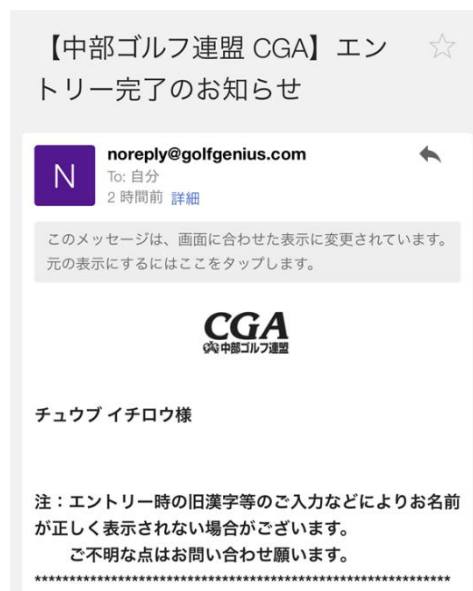 【中部ゴルフ連盟 CGA】エン
トリー完了のお知らせ
N
noreply@golfgenius.com
To: 自分
2 時間前 詳細
このメッセージは、画面に合わせた表示に変更されています。
元の表示にするにはここをタップします。
CGA
中部ゴルフ連盟
チュウブ イチロウ様
注：エントリー時の旧漢字等のご入力などによりお名前
が正しく表示されない場合がございます。
ご不明な点はお問い合わせ願います。
************************************************************